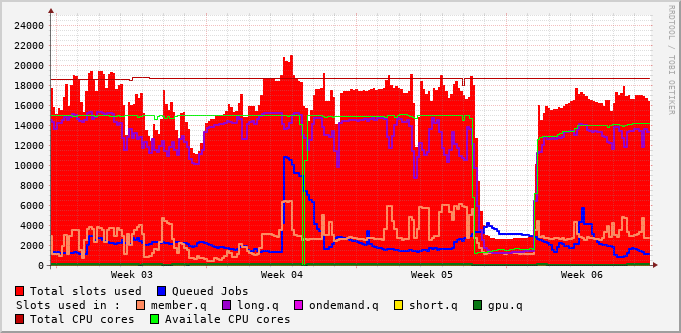 24000
22000
20000
18000
16000
14000
12000
10000
8000
6000
4000
2000
0
Week 03 Week 04 Week 05 Week 06
RRDTOOL / TOBI OETIKER
Total slots used Queued Jobs
Slots used in : member.q long.q ondemand.q short.q gpu.q
Total CPU cores Availale CPU cores